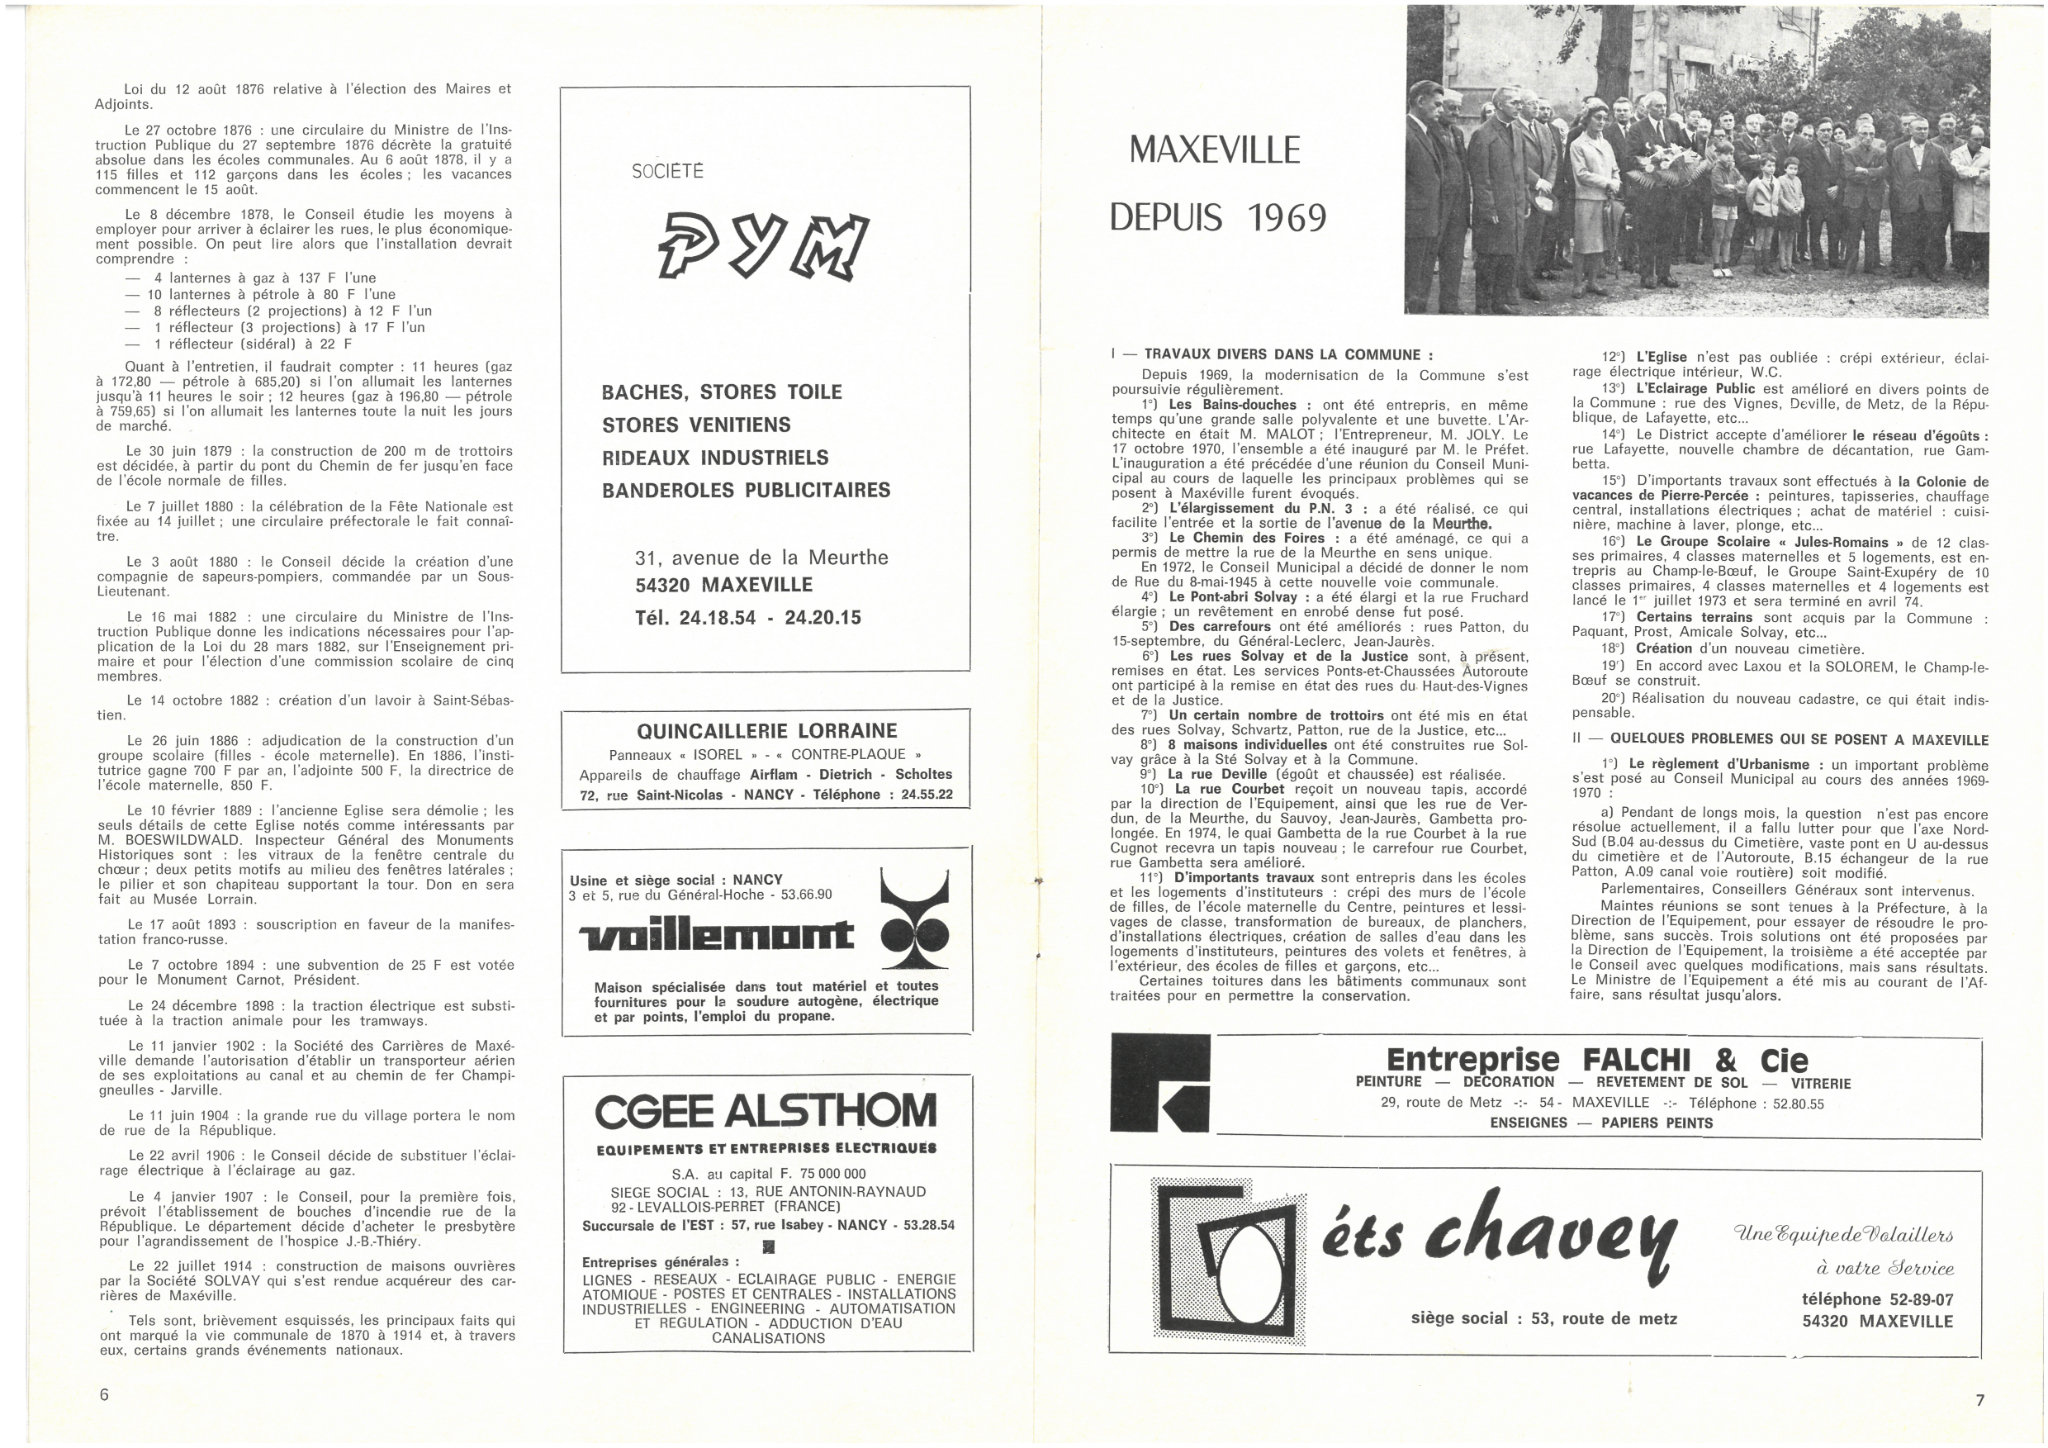 Loi du 12 août 1876 relative à l'élection des Maires et
Adjoints.
Le 27 octobre 1876 : une circulaire du Ministre de l'Ins-
truction Publique du 27 septembre 1876 décrète la gratuité
absolue dans les écoles communales. Au 6 août 1878, il y a
115 filles et 112 garçons dans les écoles ; les vacances
commencent le 15 août.
Le 8 décembre 1878, le Conseil étudie les moyens à
employer pour arriver à éclairer les rues, le plus économique-
ment possible. On peut lire alors que l'installation devrait
comprendre :
— 4 lanternes à gaz à 137 F l'une
— 10 lanternes à pétrole à 80 F l'une
— 8 réflecteurs (2 projections) à 12 F l'un
— 1 réflecteur (3 projections) à 17 F l'un
— 1 réflecteur (sidéral) à 22 F
Quant à l'entretien, il faudrait compter : 11 heures (gaz
à 172,80 — pétrole à 685,20) si l'on allumait les lanternes
jusqu'à 11 heures le soir ; 12 heures (gaz à 196,80 — pétrole
à 759,65) si l'on allumait les lanternes toute la nuit les jours
de marché.
Le 30 juin 1879 : la construction de 200 m de trottoirs
est décidée, à partir du pont du Chemin de fer jusqu'en face
de l'école normale de filles.
Le 7 juillet 1880 : la célébration de la Fête Nationale est
fixée au 14 juillet ; une circulaire préfectorale le fait connaî-
tre.
Le 3 août 1880 : le Conseil décide la création d'une
compagnie de sapeurs-pompiers, commandée par un Sous-
Lieutenant.
Le 16 mai 1882 : une circulaire du Ministre de l'Ins-
truction Publique donne les indications nécessaires pour l'ap-
plication de la Loi du 28 mars 1882, sur l'Enseignement pri-
maire et pour l'élection d'une commission scolaire de cinq
membres.
Le 14 octobre 1882 : création d'un lavoir à Saint-Sébas-
tien.
Le 26 juin 1886 : adjudication de la construction d'un
groupe scolaire (filles - école maternelle). En 1886, l'insti-
tutrice gagne 700 F par an, l'adjointe 500 F, la directrice de
l'école maternelle, 850 F.
Le 10 février 1889 : l'ancienne Eglise sera démolie ; les
seuls détails de cette Eglise notés comme intéressants par
M. BOESWILDWALD. Inspecteur Général des Monuments
Historiques sont : les vitraux de la fenêtre centrale du
chœur ; deux petits motifs au milieu des fenêtres latérales ;
le pilier et son chapiteau supportant la tour. Don en sera
fait au Musée Lorrain.
Le 17 août 1893 : souscription en faveur de la manifes-
tation franco-russe.
Le 7 octobre 1894 : une subvention de 25 F est votée
pour le Monument Carnot, Président.
Le 24 décembre 1898 : la traction électrique est substi-
tuée à la traction animale pour les tramways.
Le 11 janvier 1902 : la Société des Carrières de Maxé-
ville demande l'autorisation d'établir un transporteur aérien
de ses exploitations au canal et au chemin de fer Champi-
gneulles - Jarville.
Le 11 juin 1904 : la grande rue du village portera le nom
de rue de la République.
Le 22 avril 1906 : le Conseil décide de substituer l'éclai-
rage électrique à l'éclairage au gaz.
Le 4 janvier 1907 : le Conseil, pour la première fois,
prévoit l'établissement de bouches d'incendie rue de la
République. Le département décide d'acheter le presbytère
pour l'agrandissement de l'hospice J.-B.-Thiéry.
Le 22 juillet 1914 : construction de maisons ouvrières
par la Société SOLVAY qui s'est rendue acquéreur des car-
rières de Maxéville.
Tels sont, brièvement esquissés, les principaux faits qui
ont marqué la vie communale de 1870 à 1914 et, à travers
eux, certains grands événements nationaux.
6
SOCIÉTÉ
PYM
BACHES, STORES TOILE
STORES VENITIENS
RIDEAUX INDUSTRIELS
BANDEROLES PUBLICITAIRES
31, avenue de la Meurthe
54320 MAXEVILLE
Tél. 24.18.54 - 24.20.15
QUINCAILLERIE LORRAINE
Panneaux « ISOREL » - « CONTRE-PLAQUE »
Appareils de chauffage Airflam - Dietrich - Scholtes
72, rue Saint-Nicolas - NANCY - Téléphone : 24.55.22
Usine et siège social : NANCY
3 et 5, rue du Général-Hoche - 53.66.90
vaillemont
Maison spécialisée dans tout matériel et toutes
fournitures pour la soudure autogène, électrique
et par points, l'emploi du propane.
CGEE ALSTHOM
EQUIPEMENTS ET ENTREPRISES ELECTRIQUES
S.A. au capital F. 75 000 000
SIEGE SOCIAL : 13, RUE ANTONIN-RAYNAUD
92 - LEVALLOIS-PERRET (FRANCE)
Succursale de l'EST : 57, rue Isabey - NANCY - 53.28.54
Entreprises générales :
LIGNES - RESEAUX - ECLAIRAGE PUBLIC - ENERGIE
ATOMIQUE - POSTES ET CENTRALES - INSTALLATIONS
INDUSTRIELLES - ENGINEERING - AUTOMATISATION
ET REGULATION - ADDUCTION D'EAU
CANALISATIONS
MAXEVILLE
DEPUIS 1969
I — TRAVAUX DIVERS DANS LA COMMUNE :
Depuis 1969, la modernisation de la Commune s'est
poursuivie régulièrement.
1°) Les Bains-douches : ont été entrepris, en même
temps qu'une grande salle polyvalente et une buvette. L'Ar-
chitecte en était M. MALOT ; l'Entrepreneur, M. JOLY. Le
17 octobre 1970, l'ensemble a été inauguré par M. le Préfet.
L'inauguration a été précédée d'une réunion du Conseil Muni-
cipal au cours de laquelle les principaux problèmes qui se
posent à Maxéville furent évoqués.
2°) L'élargissement du P.N. 3 : a été réalisé, ce qui
facilite l'entrée et la sortie de l'avenue de la Meurthe.
3°) Le Chemin des Foires : a été aménagé, ce qui a
permis de mettre la rue de la Meurthe en sens unique.
En 1972, le Conseil Municipal a décidé de donner le nom
de Rue du 8-mai-1945 à cette nouvelle voie communale.
4°) Le Pont-abri Solvay : a été élargi et la rue Fruchard
élargie ; un revêtement en enrobé dense fut posé.
5°) Des carrefours ont été améliorés : rues Patton, du
15-septembre, du Général-Leclerc, Jean-Jaurès.
6°) Les rues Solvay et de la Justice sont, à présent,
remises en état. Les services Ponts-et-Chaussées Autoroute
ont participé à la remise en état des rues du Haut-des-Vignes
et de la Justice.
7°) Un certain nombre de trottoirs ont été mis en état
des rues Solvay, Schvartz, Patton, rue de la Justice, etc...
8°) 8 maisons individuelles ont été construites rue Sol-
vay grâce à la Sté Solvay et à la Commune.
9°) La rue Deville (égoût et chaussée) est réalisée.
10°) La rue Courbet reçoit un nouveau tapis, accordé
par la direction de l'Equipement, ainsi que les rue de Ver-
dun, de la Meurthe, du Sauvoy, Jean-Jaurès, Gambetta pro-
longée. En 1974, le quai Gambetta de la rue Courbet à la rue
Cugnot recevra un tapis nouveau ; le carrefour rue Courbet,
rue Gambetta sera amélioré.
11°) D'importants travaux sont entrepris dans les écoles
et les logements d'instituteurs : crépi des murs de l'école
de filles, de l'école maternelle du Centre, peintures et lessi-
vages de classe, transformation de bureaux, de planchers,
d'installations électriques, création de salles d'eau dans les
logements d'instituteurs, peintures des volets et fenêtres, à
l'extérieur, des écoles de filles et garçons, etc...
Certaines toitures dans les bâtiments communaux sont
traitées pour en permettre la conservation.
12°) L'Eglise n'est pas oubliée : crépi extérieur, éclai-
rage électrique intérieur, W.C.
13°) L'Eclairage Public est amélioré en divers points de
la Commune : rue des Vignes, Deville, de Metz, de la Répu-
blique, de Lafayette, etc...
14°) Le District accepte d'améliorer le réseau d'égoûts :
rue Lafayette, nouvelle chambre de décantation, rue Gam-
betta.
15°) D'importants travaux sont effectués à la Colonie de
vacances de Pierre-Percée : peintures, tapisseries, chauffage
central, installations électriques ; achat de matériel : cuisi-
nière, machine à laver, plonge, etc...
16°) Le Groupe Scolaire « Jules-Romains » de 12 clas-
ses primaires, 4 classes maternelles et 5 logements, est en-
trepris au Champ-le-Bœuf, le Groupe Saint-Exupéry de 10
classes primaires, 4 classes maternelles et 4 logements est
lancé le 1er juillet 1973 et sera terminé en avril 74.
17°) Certains terrains sont acquis par la Commune :
Paquant, Prost, Amicale Solvay, etc...
18°) Création d'un nouveau cimetière.
19°) En accord avec Laxou et la SOLOREM, le Champ-le-
Bœuf se construit.
20°) Réalisation du nouveau cadastre, ce qui était indis-
pensable.
II — QUELQUES PROBLEMES QUI SE POSENT A MAXEVILLE
1°) Le règlement d'Urbanisme : un important problème
s'est posé au Conseil Municipal au cours des années 1969-
1970 :
a) Pendant de longs mois, la question n'est pas encore
résolue actuellement, il a fallu lutter pour que l'axe Nord-
Sud (B.04 au-dessus du Cimetière, vaste pont en U au-dessus
du cimetière et de l'Autoroute, B.15 échangeur de la rue
Patton, A.09 canal voie routière) soit modifié.
Parlementaires, Conseillers Généraux sont intervenus.
Maintes réunions se sont tenues à la Préfecture, à la
Direction de l'Equipement, pour essayer de résoudre le pro-
blème, sans succès. Trois solutions ont été proposées par
la Direction de l'Equipement, la troisième a été acceptée par
le Conseil avec quelques modifications, mais sans résultats.
Le Ministre de l'Equipement a été mis au courant de l'Af-
faire, sans résultat jusqu'alors.
Entreprise FALCHI & Cie
PEINTURE — DECORATION — REVETEMENT DE SOL — VITRERIE
29, route de Metz -:- 54 - MAXEVILLE -:- Téléphone : 52.80.55
ENSEIGNES — PAPIERS PEINTS
éts chavey
siège social : 53, route de metz
Une Equipe de Volaillers
à votre Service
téléphone 52-89-07
54320 MAXEVILLE
7